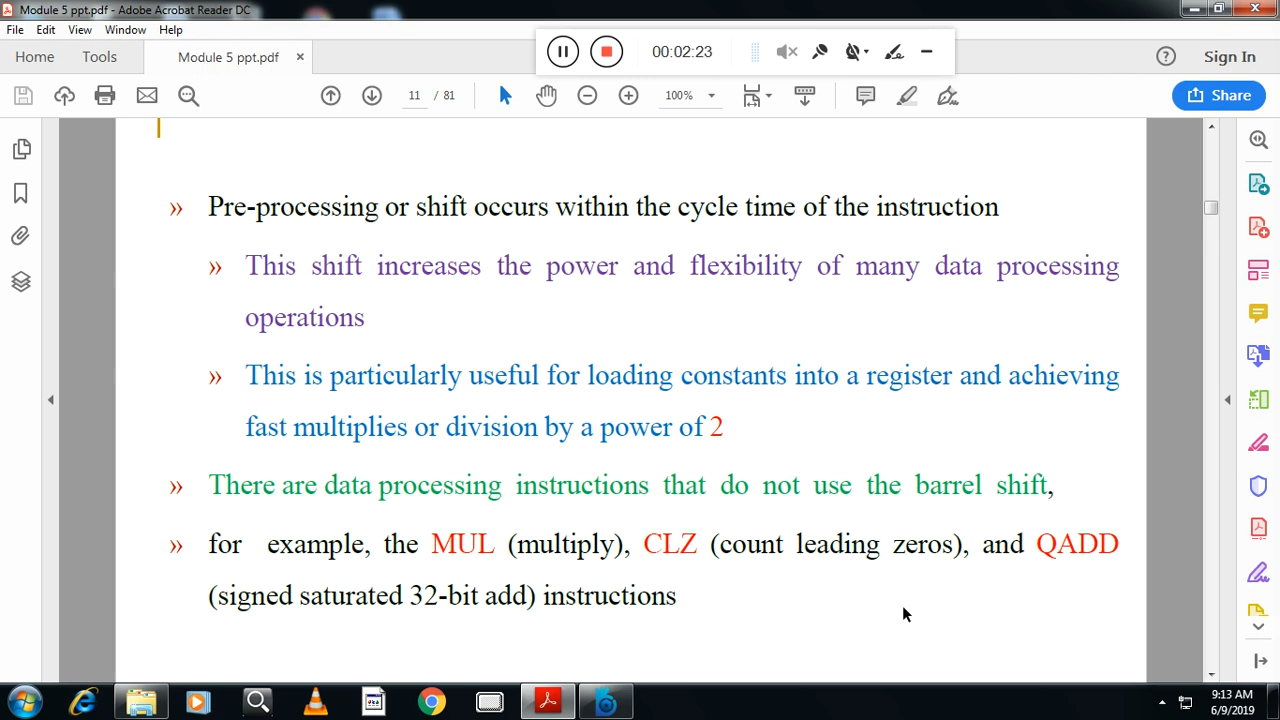 Module 5 ppt.pdf - Adobe Acrobat Reader DC
File Edit View Window Help
Home Tools Module 5 ppt.pdf × 00:02:23 Sign In
11 / 81 100% Share
» Pre-processing or shift occurs within the cycle time of the instruction
» This shift increases the power and flexibility of many data processing
operations
» This is particularly useful for loading constants into a register and achieving
fast multiplies or division by a power of 2
» There are data processing instructions that do not use the barrel shift,
» for example, the MUL (multiply), CLZ (count leading zeros), and QADD
(signed saturated 32-bit add) instructions
9:13 AM
6/9/2019